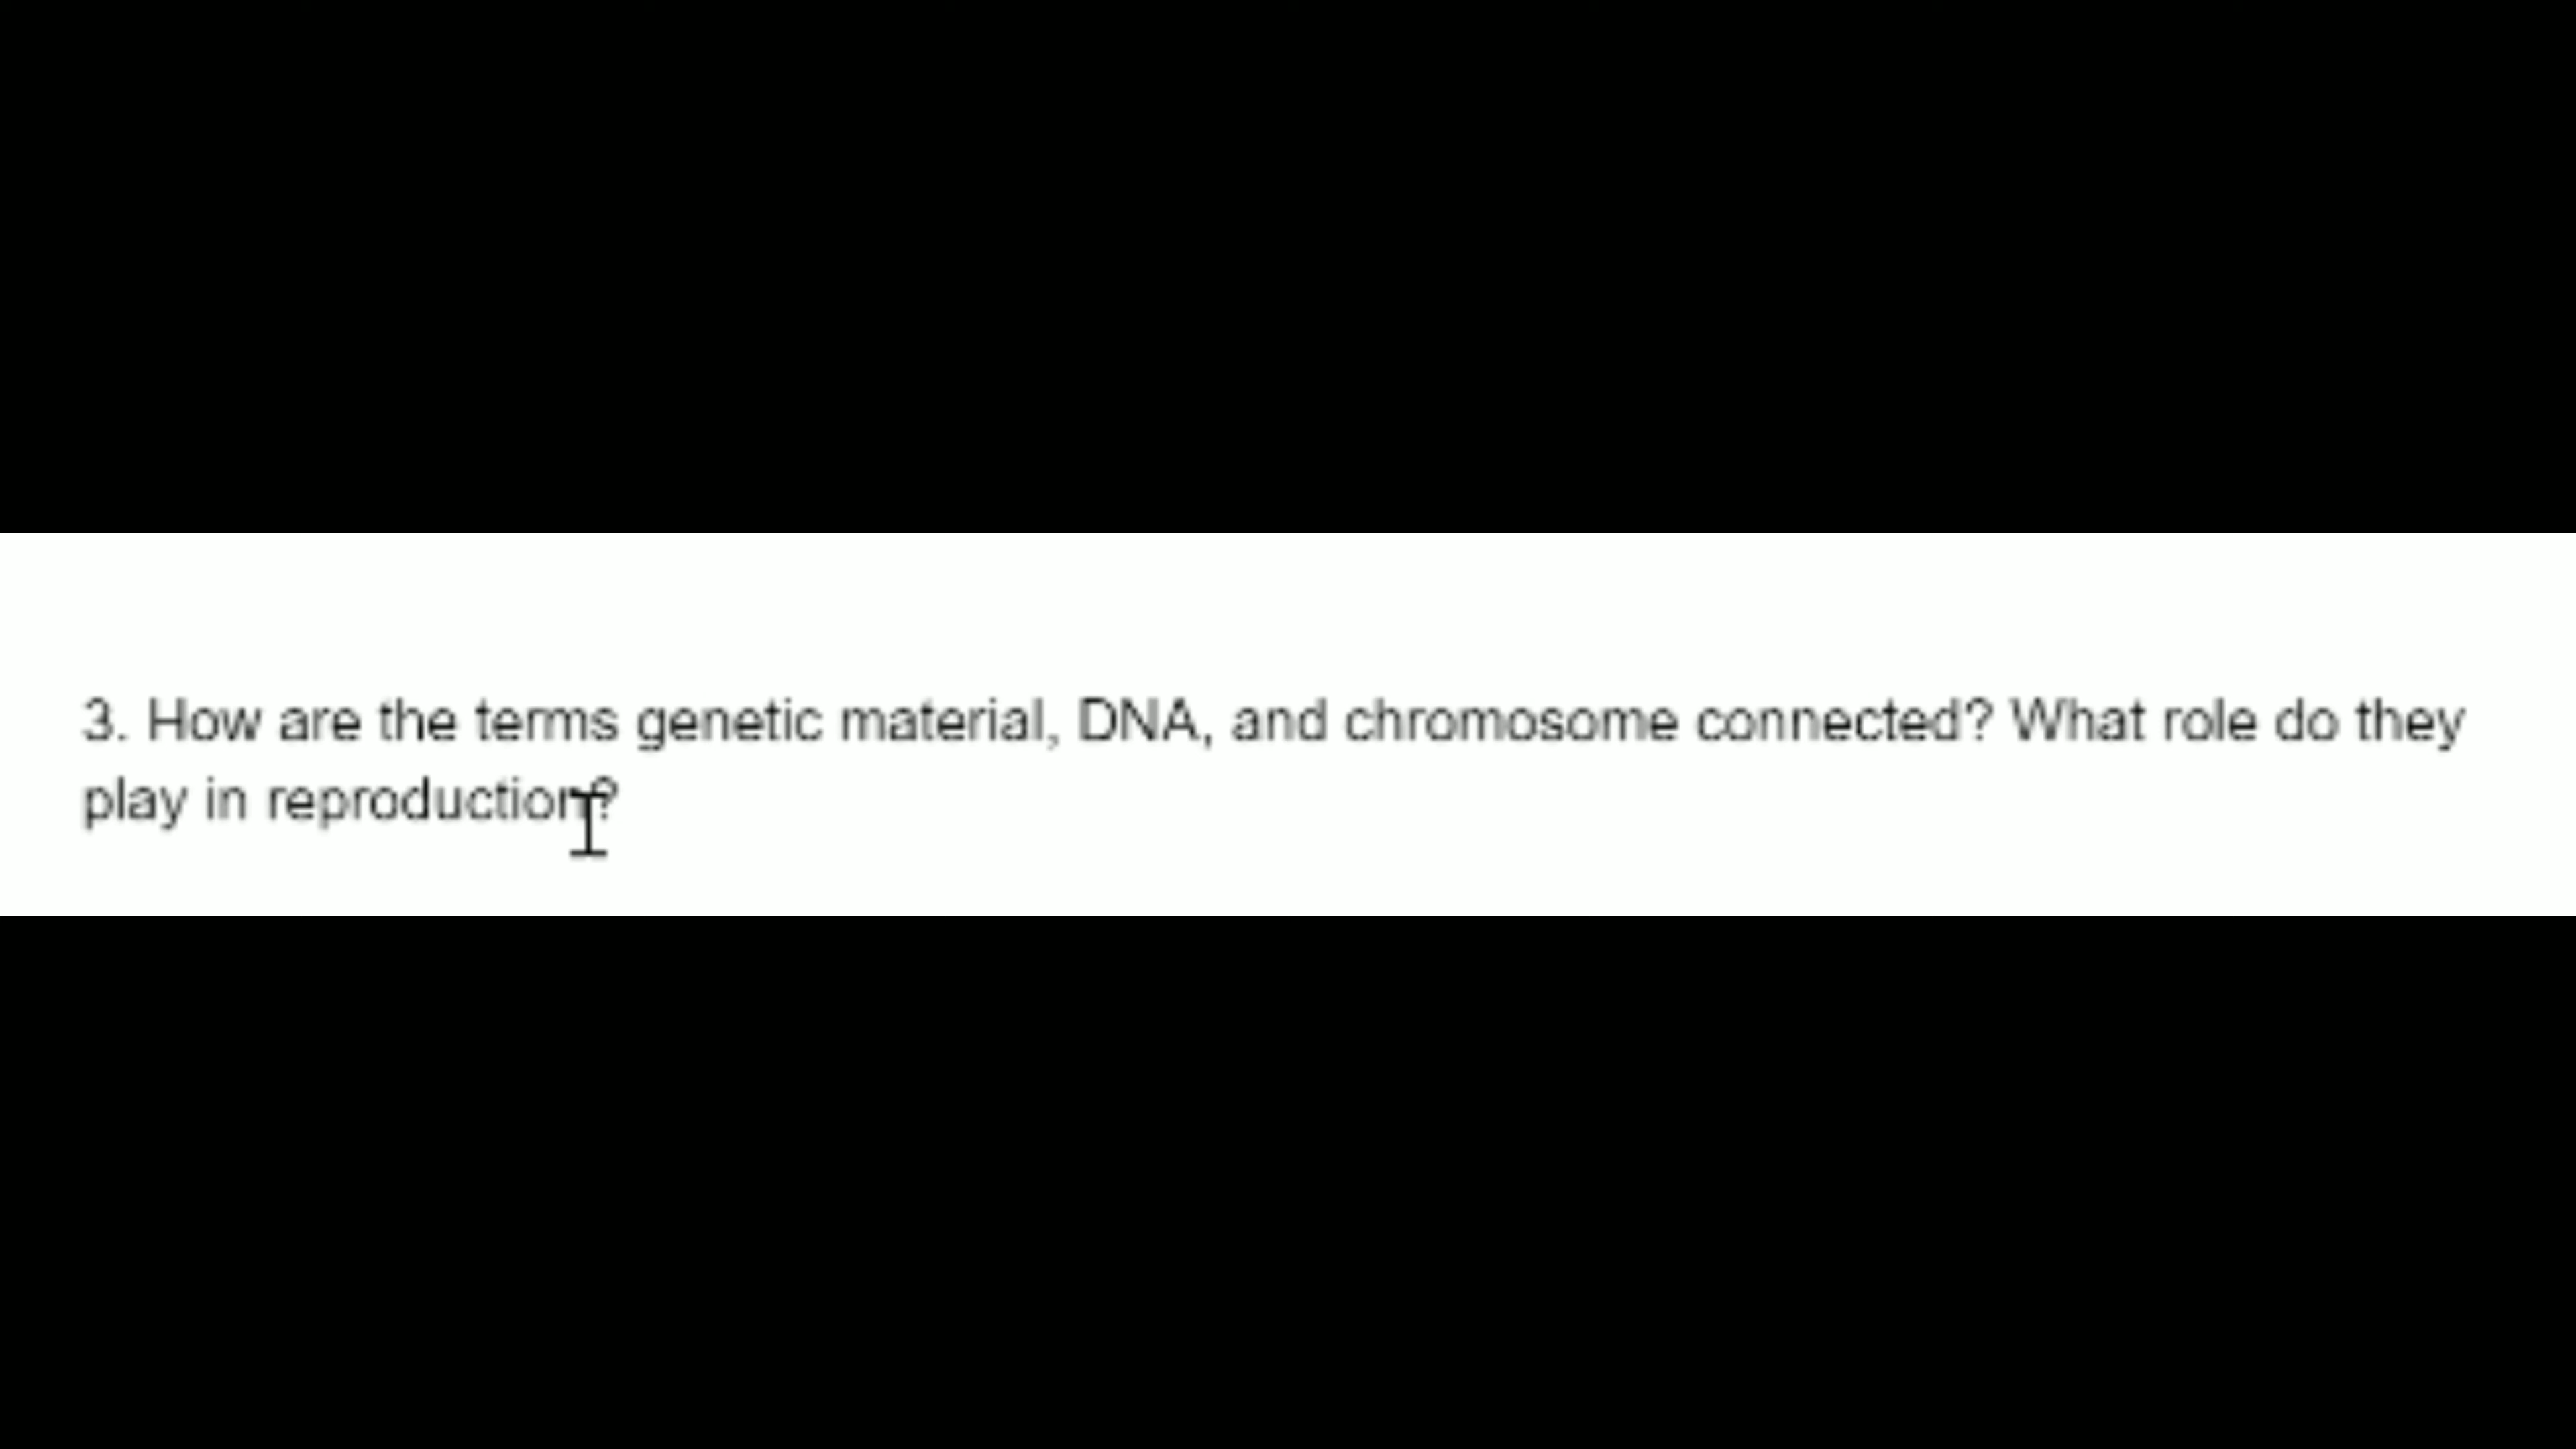 3. How are the terms genetic material, DNA, and chromosome connected? What role do they
play in reproduction?